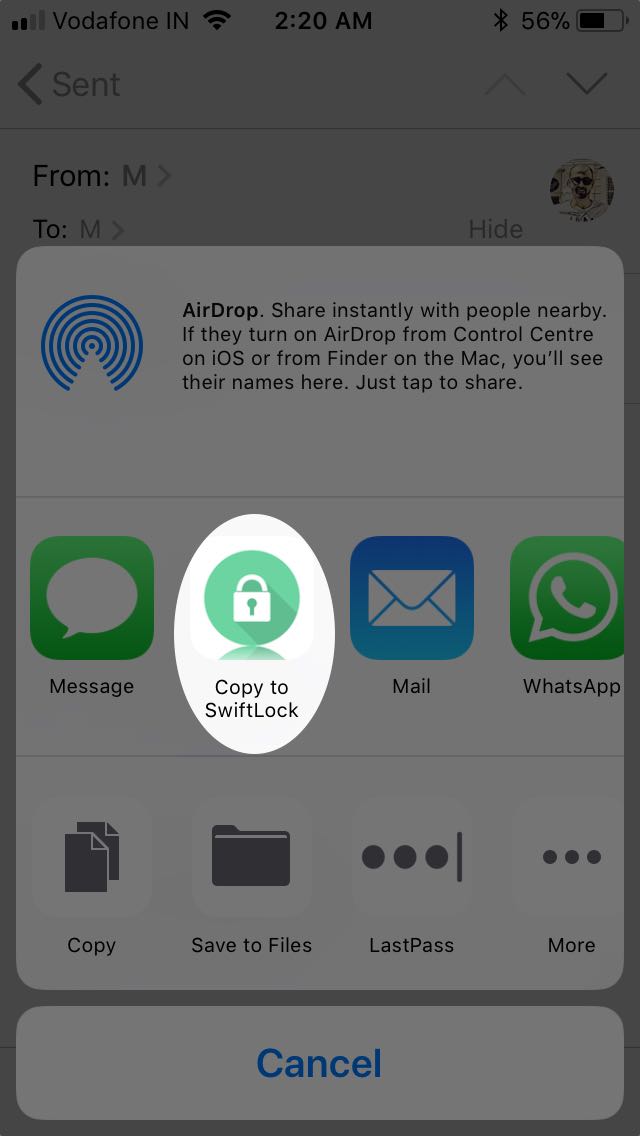 Vodafone IN 2:20 AM 56%
Sent
From: M
To: M Hide
AirDrop. Share instantly with people nearby.
If they turn on AirDrop from Control Centre
on iOS or from Finder on the Mac, you’ll see
their names here. Just tap to share.
Message
Copy to
SwiftLock
Mail
WhatsApp
Copy
Save to Files
LastPass
More
Cancel